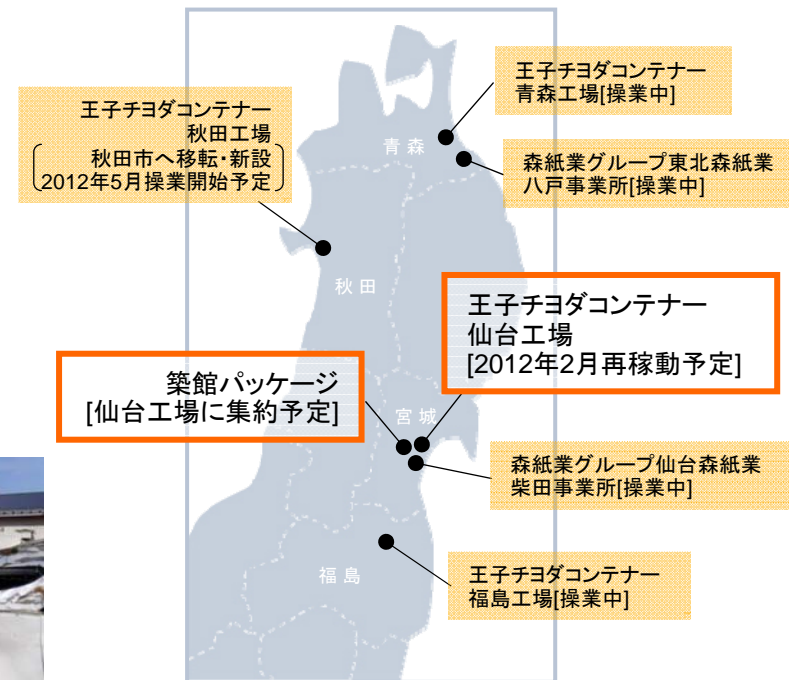 王子チヨダコンテナー
青森工場[操業中]
王子チヨダコンテナー
秋田工場
秋田市へ移転・新設
2012年5月操業開始予定
青森
森紙業グループ東北森紙業
八戸事業所[操業中]
秋田
王子チヨダコンテナー
仙台工場
[2012年2月再稼動予定]
築館パッケージ
[仙台工場に集約予定]
宮城
森紙業グループ仙台森紙業
柴田事業所[操業中]
福島
王子チヨダコンテナー
福島工場[操業中]